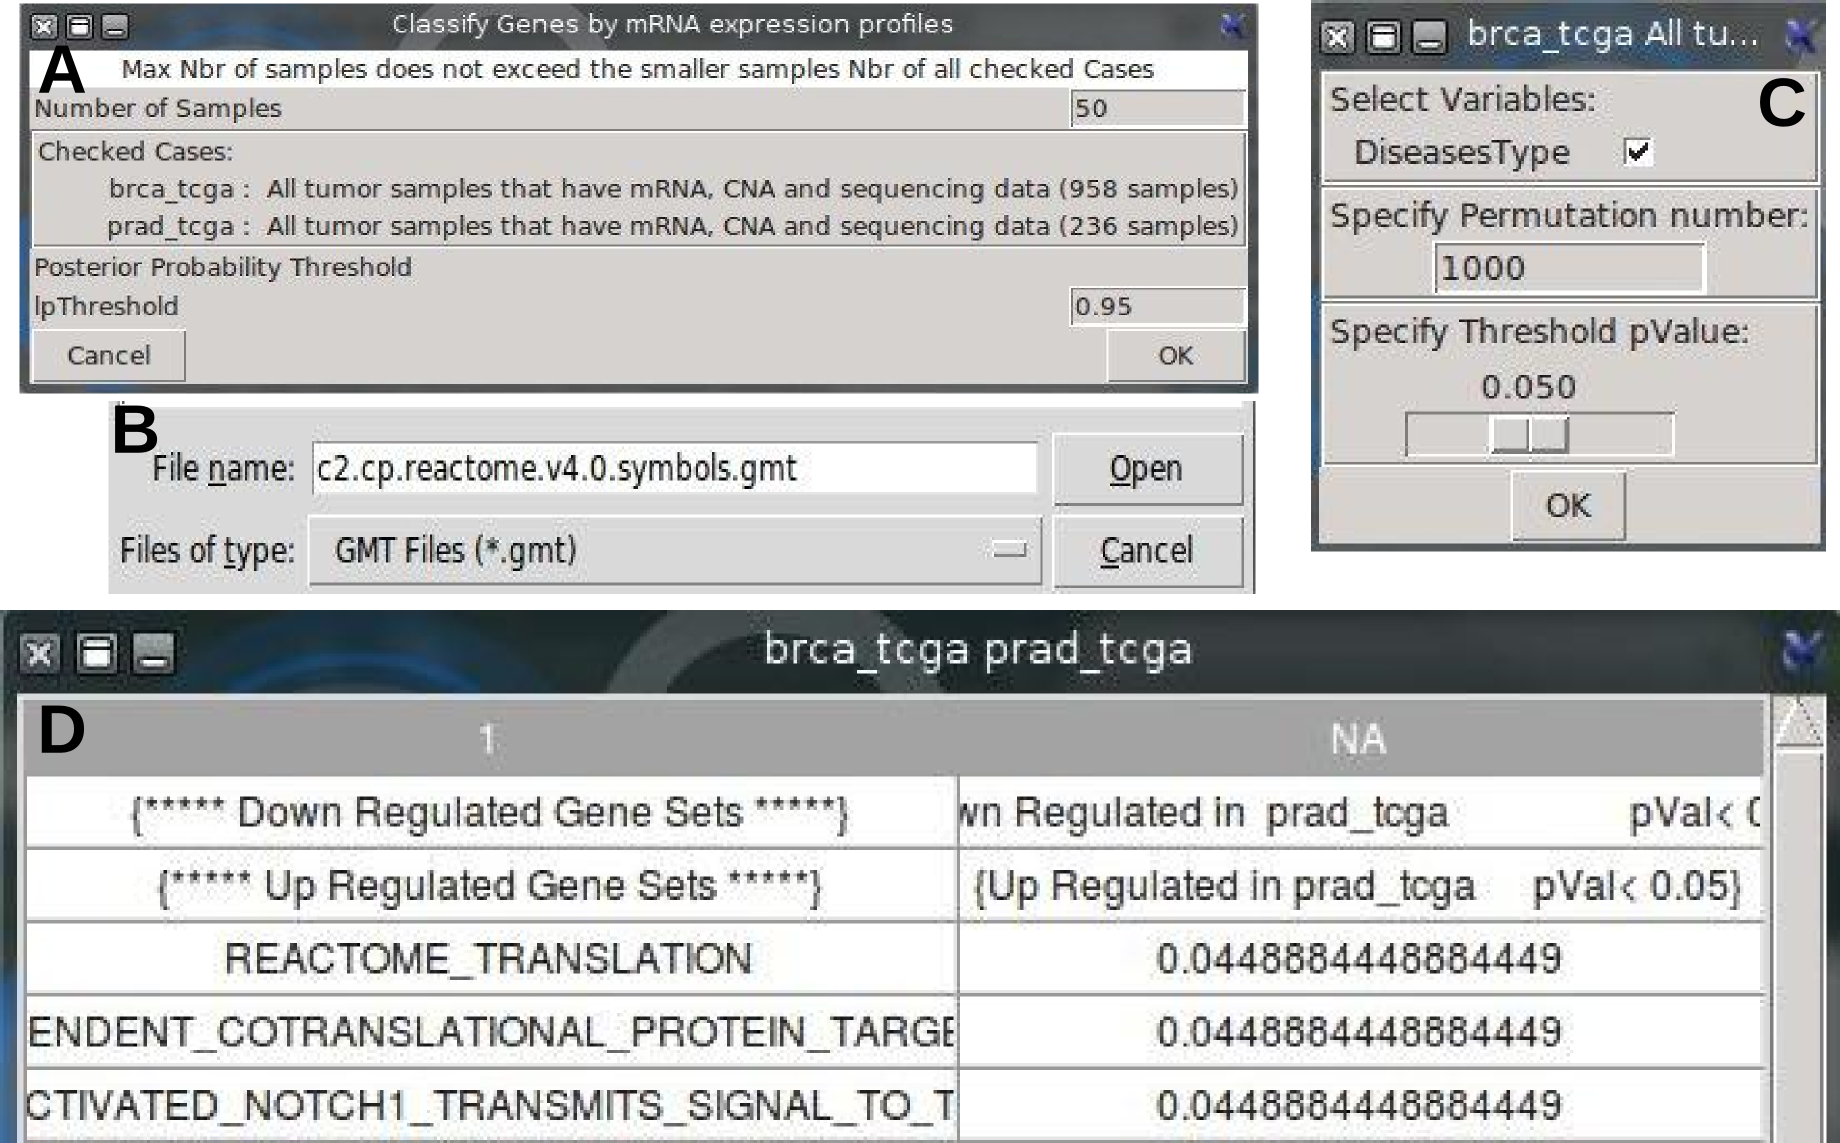 Classify Genes by mRNA expression profiles
A
Max Nbr of samples does not exceed the smaller samples Nbr of all checked Cases
Number of Samples 50
Checked Cases:
brca_tcga : All tumor samples that have mRNA, CNA and sequencing data (958 samples)
prad_tcga : All tumor samples that have mRNA, CNA and sequencing data (236 samples)
Posterior Probability Threshold
lpThreshold 0.95
Cancel OK
B
File name: c2.cp.reactome.v4.0.symbols.gmt Open
Files of type: GMT Files (*.gmt) Cancel
brca_tcga All tu...
C
Select Variables:
DiseasesType
Specify Permutation number:
1000
Specify Threshold pValue:
0.050
OK
brca_tcga prad_tcga
D
1 NA
{***** Down Regulated Gene Sets *****} wn Regulated in prad_tcga pVal< 0
{***** Up Regulated Gene Sets *****} {Up Regulated in prad_tcga pVal< 0.05}
REACTOME_TRANSLATION 0.0448884448884449
ENDENT_COTRANSLATIONAL_PROTEIN_TARGE 0.0448884448884449
CTIVATED_NOTCH1_TRANSMITS_SIGNAL_TO_T 0.0448884448884449